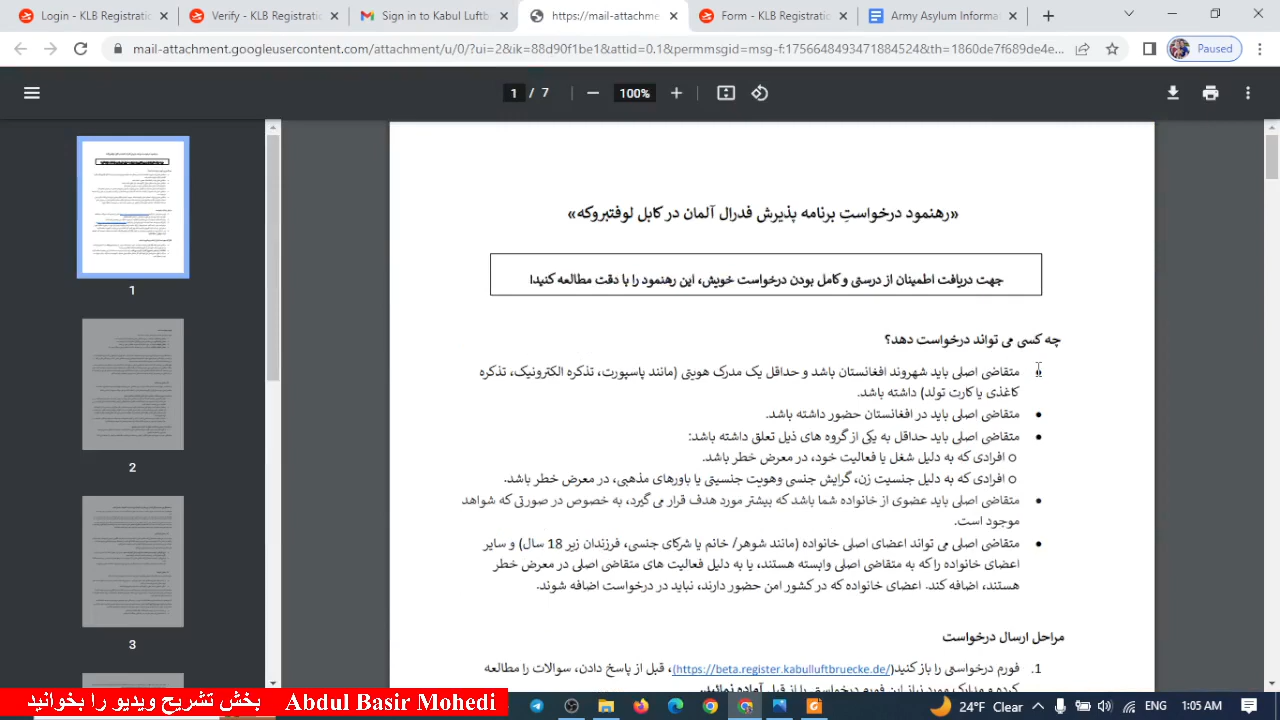 Form - KLB Registratio
Verification - KLB Registrat
Sign in to Kabul Luftb
https://mail-attachme
Form - KLB Registratio
Jamy Asylum Informat
mail-attachment.googleusercontent.com/attachment/u/0/?ui=2&ik=88d90f1be1&attid=0.1&permmsgid=msg-f:1756648493471884524&th=1860de7f689de4e...
Paused
1 / 7
100%
«رهنمود درخواست برنامه پذیرش فدرال آلمان در کابل لوفتبروکه»
جهت دریافت اطمینان از درستی و کامل بودن درخواست خویش، این رهنمود را با دقت مطالعه کنید!
چه کسی می تواند درخواست دهد؟
متقاضی اصلی باید شهروند افغانستان باشد و حداقل یک مدرک هویتی (مانند پاسپورت، تذکره الکترونیک، تذکره
کاغذی یا کارت تولد) داشته باشد.
● متقاضی اصلی باید در افغانستان حضور داشته باشد.
● متقاضی اصلی باید حداقل به یکی از گروه های ذیل تعلق داشته باشد:
o افرادی که به دلیل شغل یا فعالیت خود، در معرض خطر باشد.
o افرادی که به دلیل جنسیت زن، گرایش جنسی وهویت جنسیتی یا باورهای مذهبی، در معرض خطر باشد.
● متقاضی اصلی باید عضوی از خانواده شما باشد که بیشتر مورد هدف قرار می گیرد، به خصوص در صورتی که شواهد
موجود است.
● متقاضی اصلی می تواند اعضای اصلی خانواده (مانند شوهر/ خانم یا شرکای جنسی، فرزندان زیر 18 سال) و سایر
اعضای خانواده را که به متقاضی اصلی وابسته هستند، یا به دلیل فعالیت های متقاضی اصلی در معرض خطر
هستند، اضافه کند. اعضای خانواده که در کشور امن حضور دارند، نباید در درخواست اضافه شوند.
مراحل ارسال درخواست
1. فورم درخواستی را باز کنید(https://beta.register.kabulluftbruecke.de/)، قبل از پاسخ دادن، سوالات را مطالعه
1
2
3
بخش تشریح ویدیو را بخوانید Abdul Basir Mohedi
24°F Clear
ENG
1:05 AM